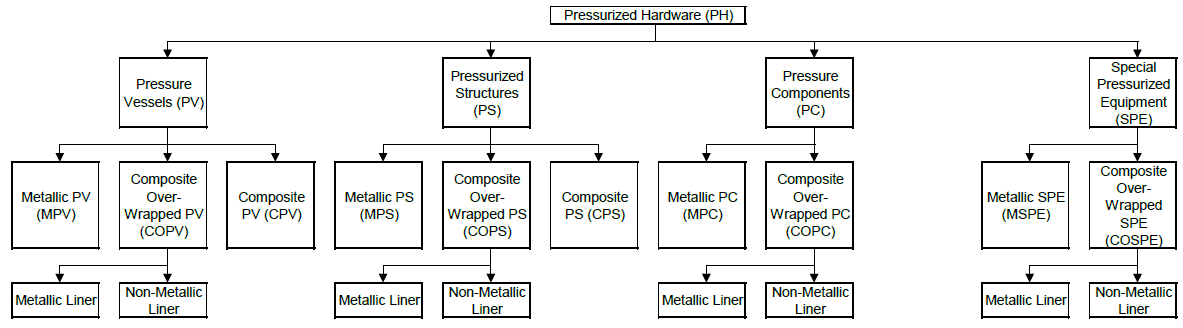 Pressurized Hardware (PH)
Pressure
Vessels (PV)
Pressurized
Structures
(PS)
Pressure
Components
(PC)
Special
Pressurized
Equipment
(SPE)
Metallic PV
(MPV)
Composite
Over-
Wrapped PV
(COPV)
Composite
PV (CPV)
Metallic PS
(MPS)
Composite
Over-
Wrapped PS
(COPS)
Composite
PS (CPS)
Metallic PC
(MPC)
Composite
Over-
Wrapped PC
(COPC)
Metallic SPE
(MSPE)
Composite
Over-
Wrapped
SPE
(COSPE)
Metallic Liner
Non-Metallic
Liner
Metallic Liner
Non-Metallic
Liner
Metallic Liner
Non-Metallic
Liner
Metallic Liner
Non-Metallic
Liner